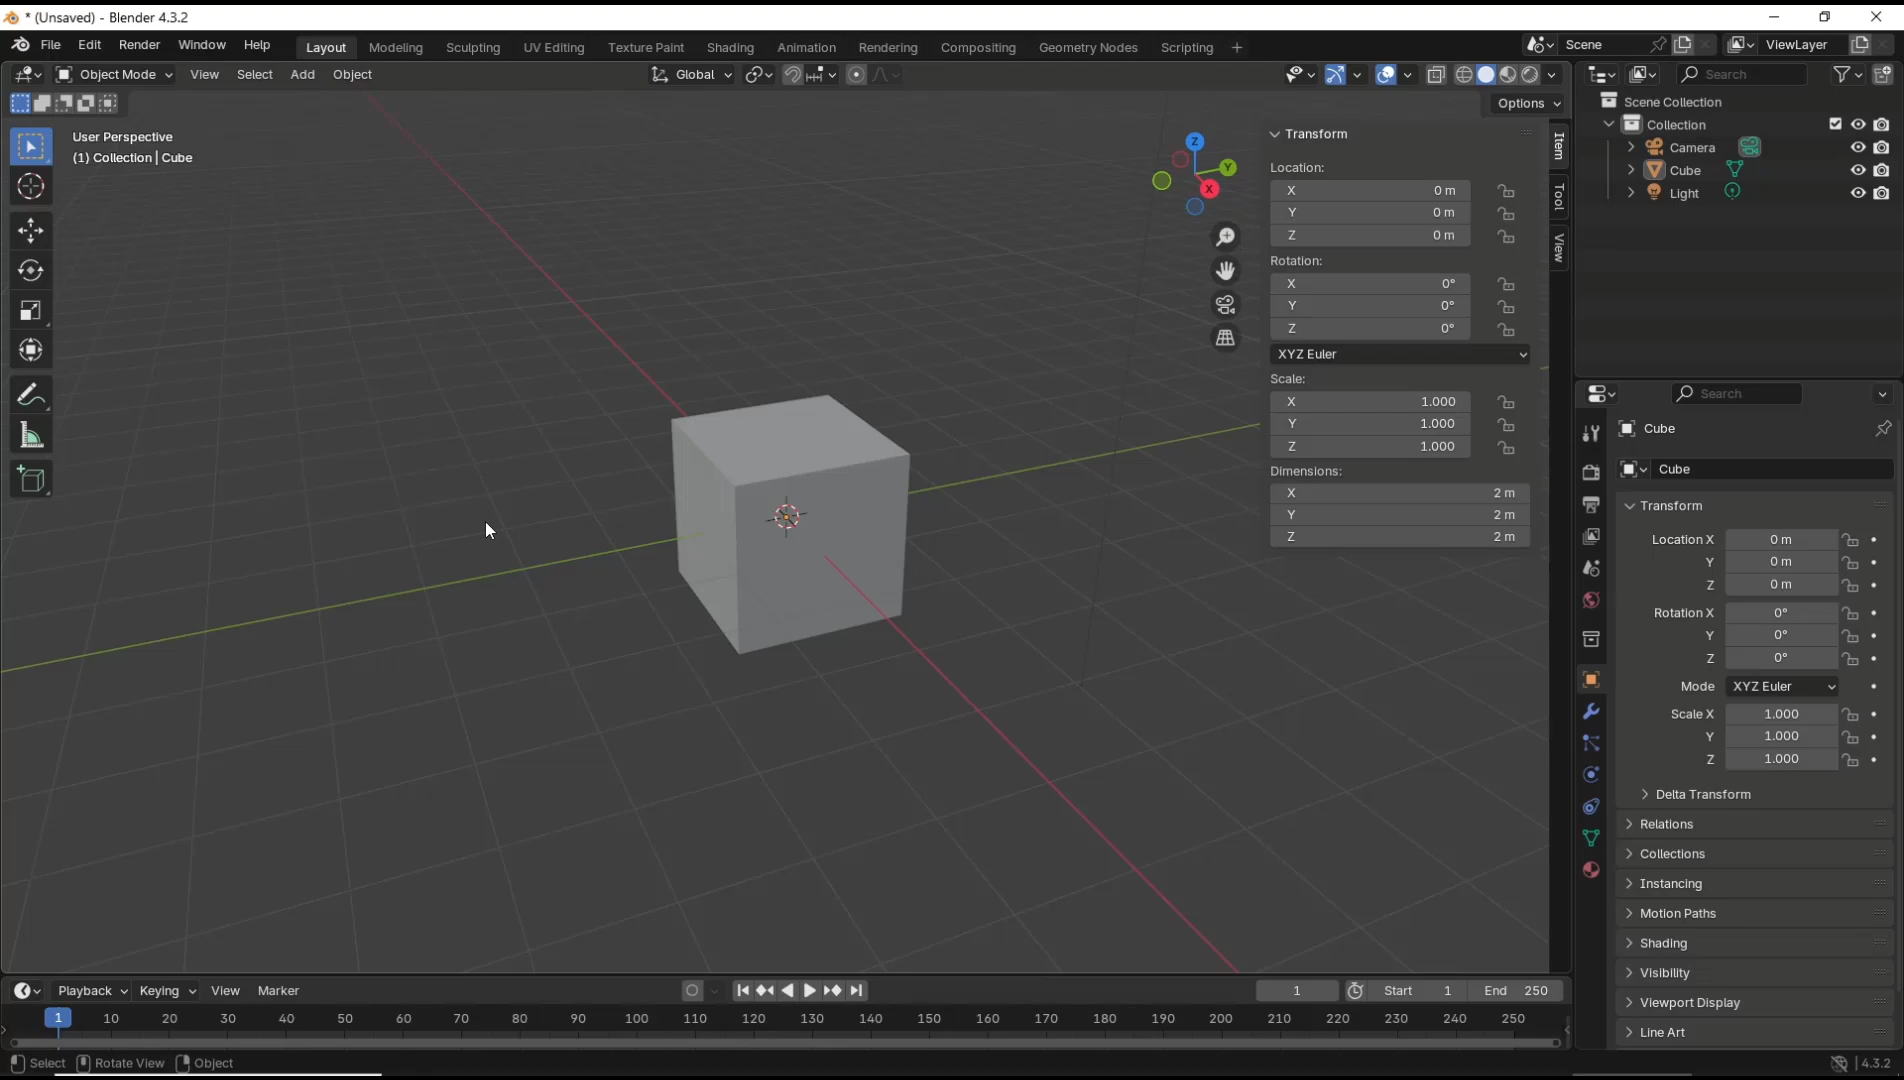 * (Unsaved) - Blender 4.3.2
File Edit Render Window Help Layout Modeling Sculpting UV Editing Texture Paint Shading Animation Rendering Compositing Geometry Nodes Scripting + Scene ViewLayer
Object Mode View Select Add Object Global Search
Options
User Perspective
(1) Collection | Cube
Z
Y
X
Transform
Location:
X 0 m
Y 0 m
Z 0 m
Rotation:
X 0°
Y 0°
Z 0°
XYZ Euler
Scale:
X 1.000
Y 1.000
Z 1.000
Dimensions:
X 2 m
Y 2 m
Z 2 m
Item
Tool
View
Scene Collection
Collection
Camera
Cube
Light
Search
Cube
Cube
Transform
Location X 0 m
Y 0 m
Z 0 m
Rotation X 0°
Y 0°
Z 0°
Mode XYZ Euler
Scale X 1.000
Y 1.000
Z 1.000
Delta Transform
Relations
Collections
Instancing
Motion Paths
Shading
Visibility
Viewport Display
Line Art
Playback Keying View Marker 1 Start 1 End 250
1 10 20 30 40 50 60 70 80 90 100 110 120 130 140 150 160 170 180 190 200 210 220 230 240 250
Select Rotate View Object 4.3.2